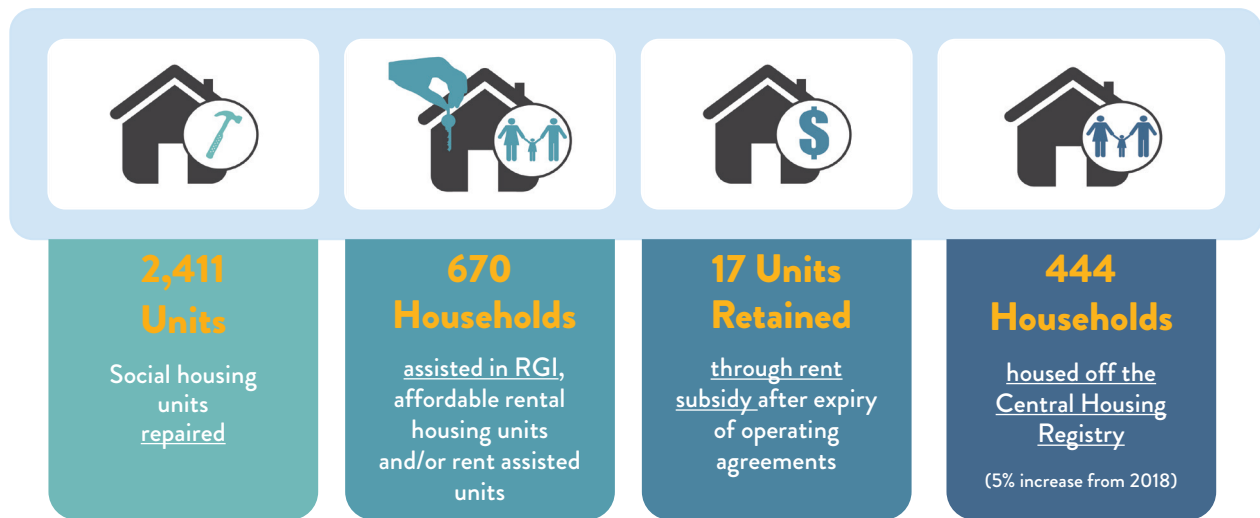 2,411
Units
Social housing
units
repaired
670
Households
assisted in RGI,
affordable rental
housing units
and/or rent assisted
units
17 Units
Retained
through rent
subsidy after expiry
of operating
agreements
444
Households
housed off the
Central Housing
Registry
(5% increase from 2018)